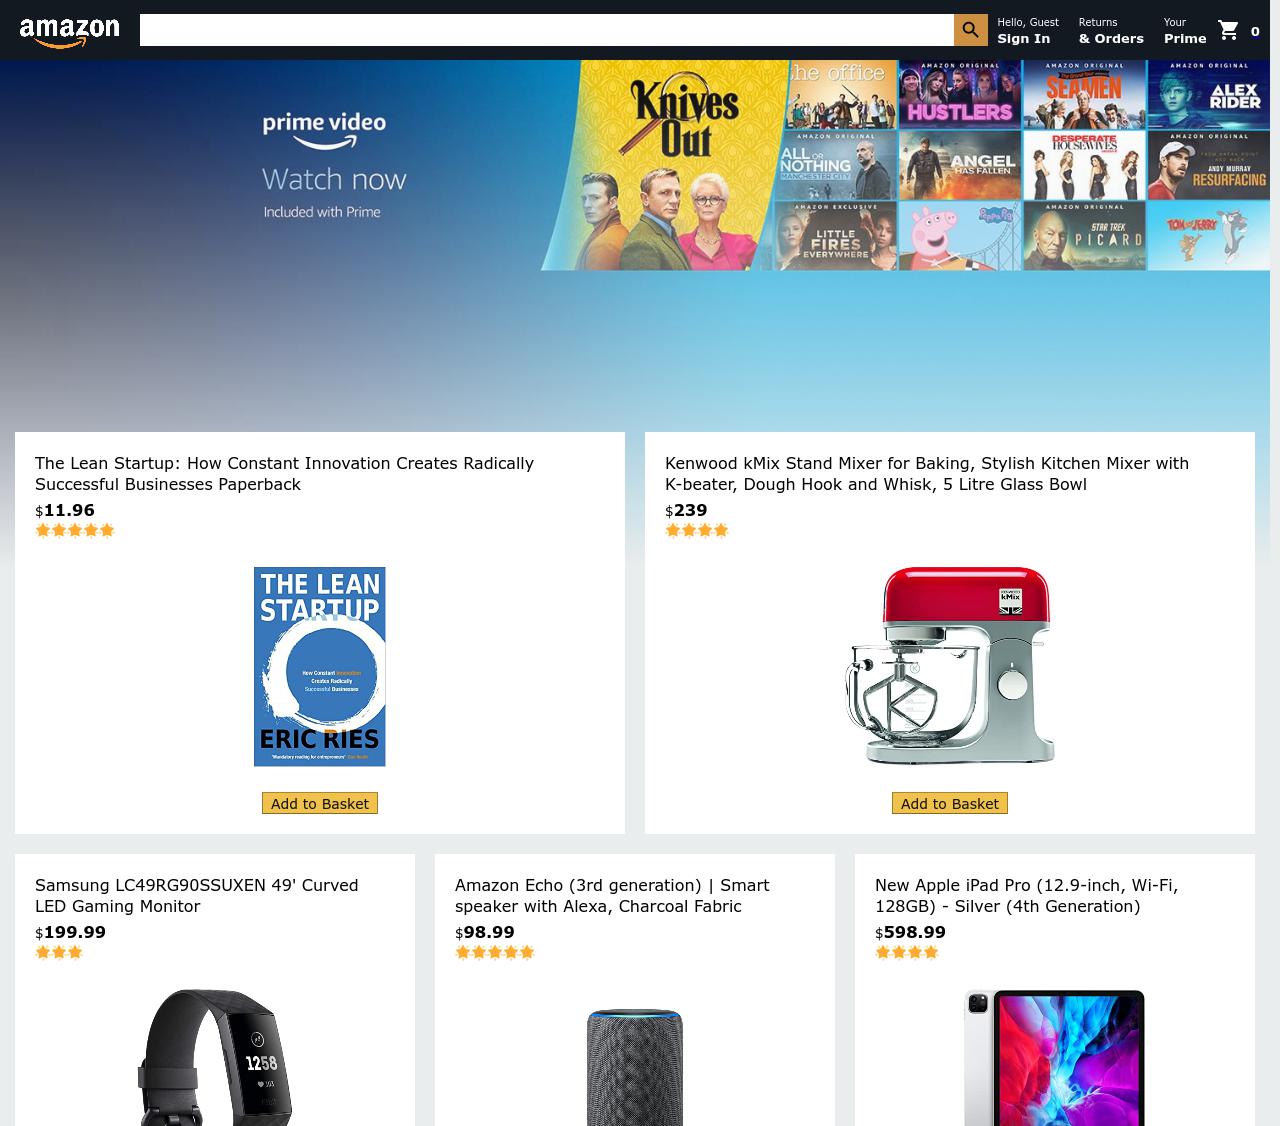 amazon
Hello, Guest
Sign In
Returns
& Orders
Your
Prime
0
prime video
Watch now
Included with Prime
Knives
Out
the office
AMAZON ORIGINAL
HUSTLERS
AMAZON ORIGINAL
The Grand Tour
SEAMEN
AMAZON ORIGINAL
ALEX
RIDER
AMAZON ORIGINAL
ALL OR
NOTHING
MANCHESTER CITY
ANGEL
HAS FALLEN
DESPERATE
HOUSEWIVES
AMAZON ORIGINAL
ANDY MURRAY
RESURFACING
AMAZON EXCLUSIVE
LITTLE
FIRES
EVERYWHERE
Peppa Pig
AMAZON ORIGINAL
STAR TREK
PICARD
TOM and JERRY
The Lean Startup: How Constant Innovation Creates Radically
Successful Businesses Paperback
$11.96
THE LEAN
STARTUP
How Constant Innovation
Creates Radically
Successful Businesses
ERIC RIES
'Mandatory reading for entrepreneurs'
Add to Basket
Kenwood kMix Stand Mixer for Baking, Stylish Kitchen Mixer with
K-beater, Dough Hook and Whisk, 5 Litre Glass Bowl
$239
KENWOOD
kMix
K
Add to Basket
Samsung LC49RG90SSUXEN 49' Curved
LED Gaming Monitor
$199.99
1258
103
Amazon Echo (3rd generation) | Smart
speaker with Alexa, Charcoal Fabric
$98.99
New Apple iPad Pro (12.9-inch, Wi-Fi,
128GB) - Silver (4th Generation)
$598.99